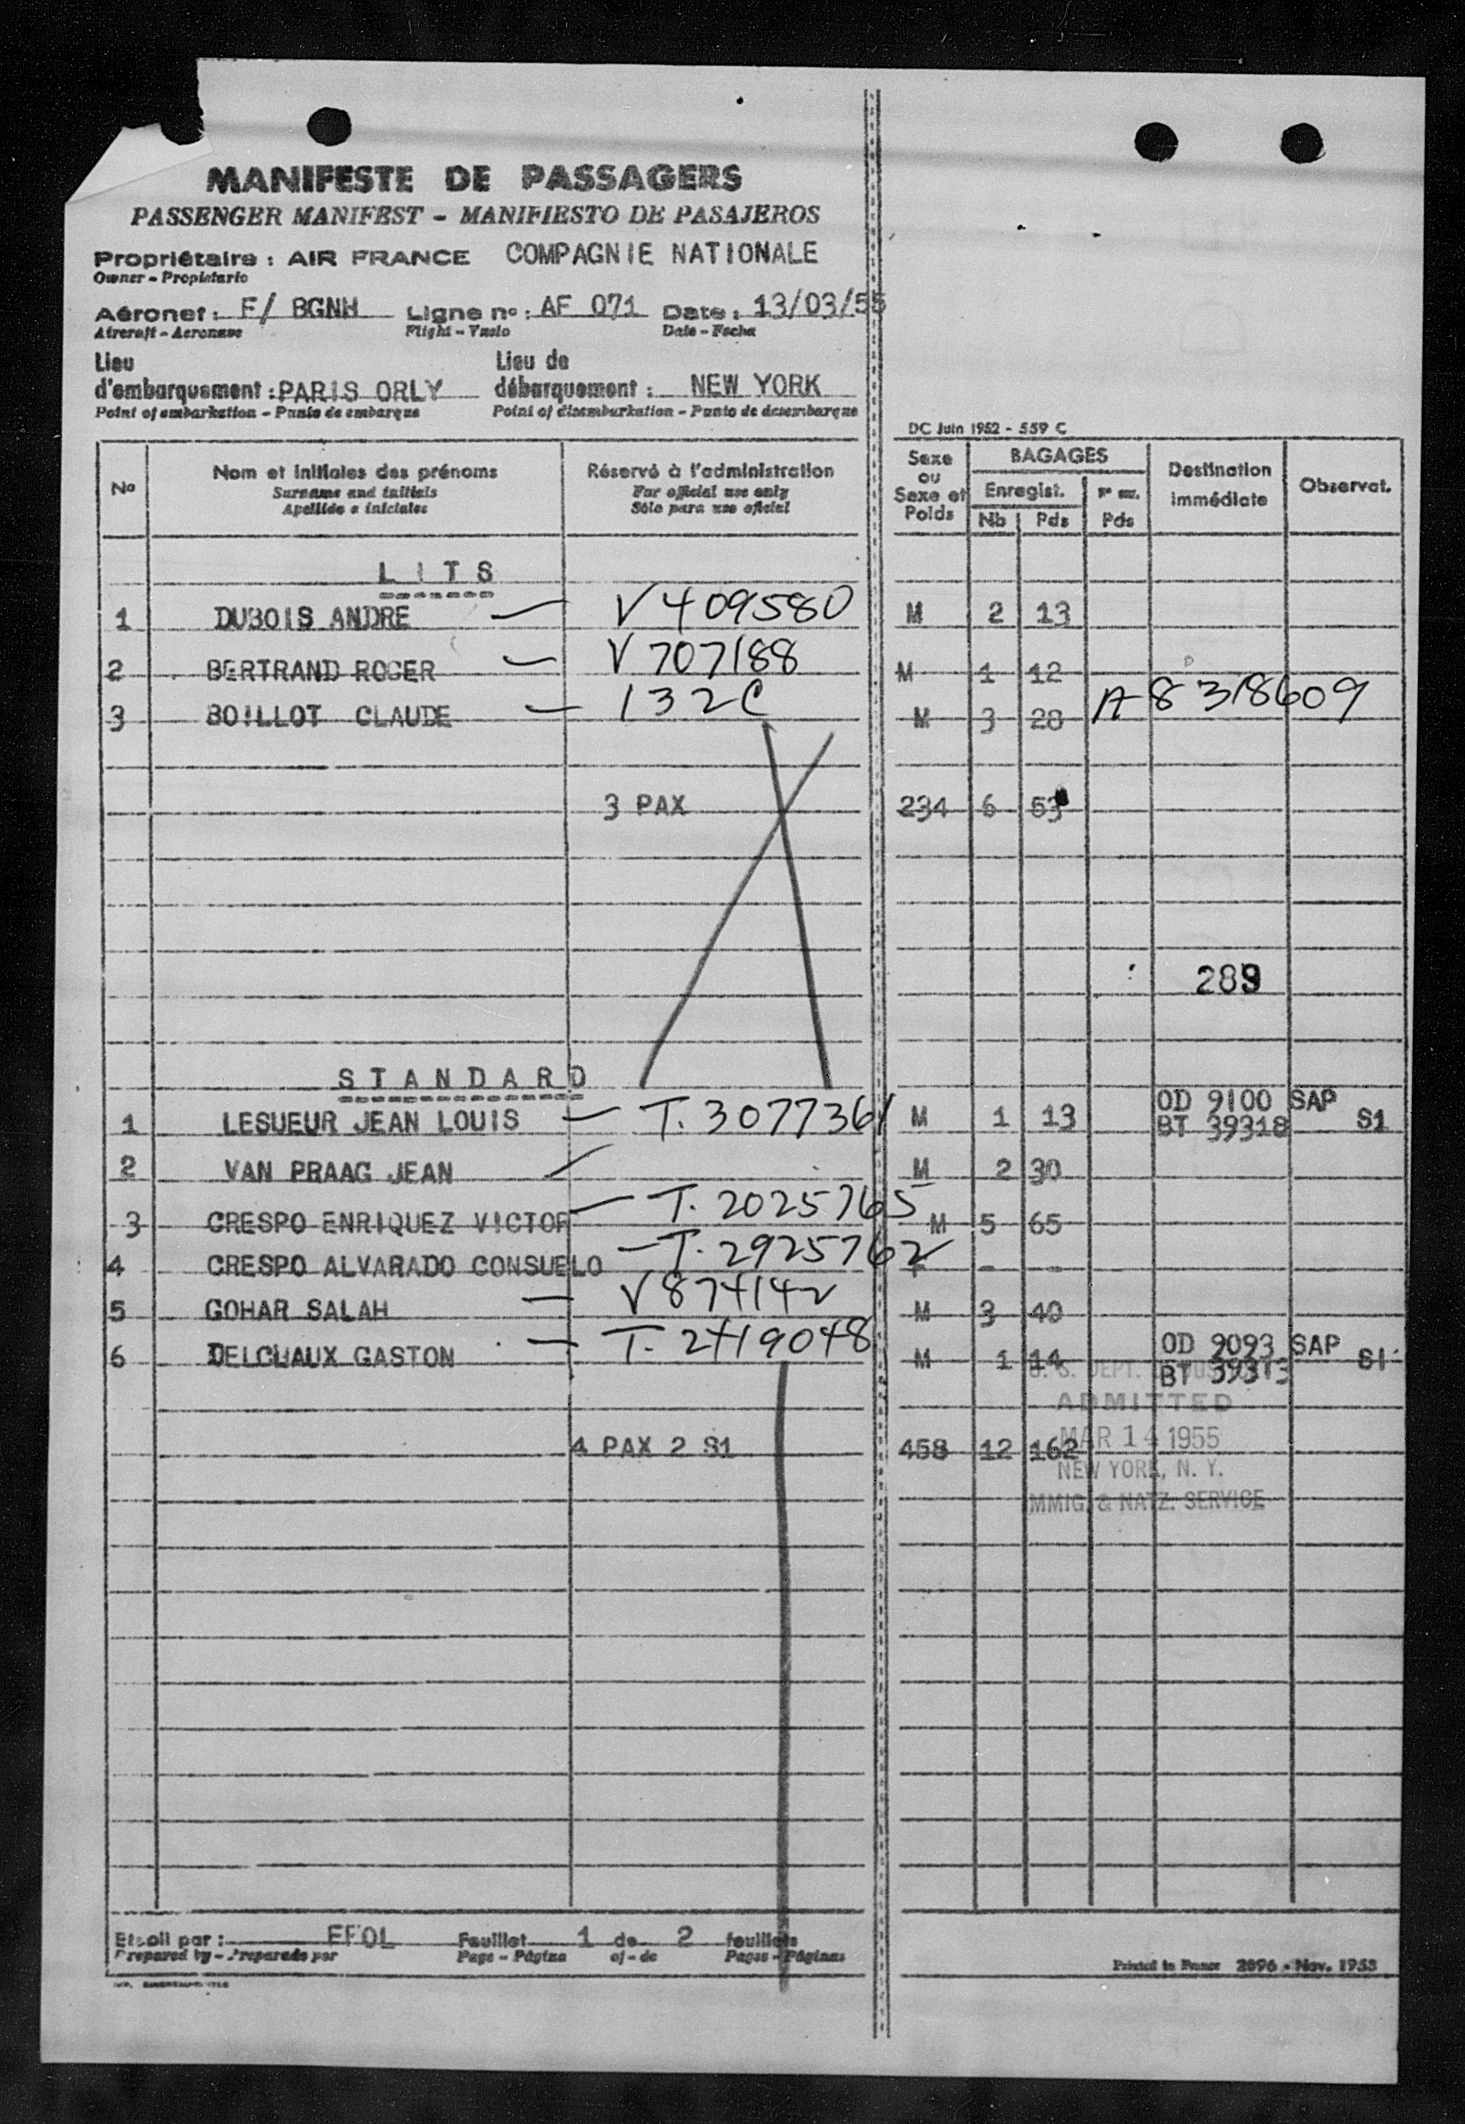 MANIFESTE DE PASSAGERS
PASSENGER MANIFEST - MANIFIESTO DE PASAJEROS
Propriétaire : AIR FRANCE COMPAGNIE NATIONALE
Owner - Propietario
Aéronef : F/ BGNH Ligne n° : AF 071 Date : 13/03/55
Aircraft - Aeronave Flight - Vuelo Date - Fecha
Lieu d'embarquement : PARIS ORLY Lieu de débarquement : NEW YORK
Point of embarkation - Punto de embarque Point of disembarkation - Punto de desembarque
DC Juin 1952 - 559 C
No Nom et initiales des prénoms Réservé à l'administration Sexe ou Sexe et Poids BAGAGES Destination immédiate Observat.
Surname and initials For official use only Enregist.
Apellido e iniciales Sólo para uso oficial Nb Pds Pds
LITS
1 DUBOIS ANDRE — V 409580 M 2 13
2 BERTRAND ROGER — V 707188 M 1 12
3 BOILLOT CLAUDE — 132C M 3 28 A8318609
3 PAX 234 6 53
289
STANDARD
1 LESUEUR JEAN LOUIS — T. 3077361 M 1 13 OD 9100 SAP
BT 39318 S1
2 VAN PRAAG JEAN M 2 30
3 CRESPO ENRIQUEZ VICTOR — T. 2025765 M 5 65
4 CRESPO ALVARADO CONSUELO — T. 2925762 F - -
5 GOHAR SALAH — V 874142 M 3 40
6 DELCHAUX GASTON — T. 2419048 M 1 14 OD 9093 SAP
BT 39313 S1
U. S. DEPT.
ADMITTED
4 PAX 2 S1 458 12 162
MAR 14 1955
NEW YORK, N. Y.
IMMIG. & NATZ. SERVICE
Etabli par : EFOL Feuillet 1 de 2 feuillets
Prepared by - Preparado por Page - Página of - de Pages - Páginas
Printed in France 2096 - Nov. 1953